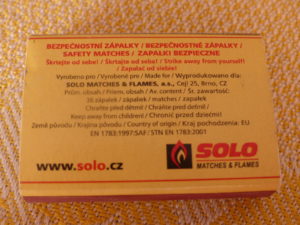 BEZPEČNOSTNÍ ZÁPALKY / BEZPEČNOSTNÉ ZÁPALKY /
SAFETY MATCHES / ZAPAŁKI BEZPIECZNE
Škrtejte od sebe! / Škrtajte od seba! / Strike away from yourself!
/ Zapalać od siebie!
Vyrobeno pro / Vyrobené pre / Made for / Wyprodukowano dla:
SOLO MATCHES & FLAMES, a.s., Cejl 25, Brno, CZ
Prům. obsah / Priem. obsah / Av. content / Śr. zawartość:
38 zápalek / zápaliek / matches / zapałek
Chraňte před dětmi! / Chráňte pred deťmi! /
Keep away from children! / Chronić przed dziećmi!
Země původu / Krajina pôvodu / Country of origin / Kraj pochodzenia: EU
EN 1783:1997-SAF / STN EN 1783:2001
www.solo.cz
SOLO
MATCHES & FLAMES